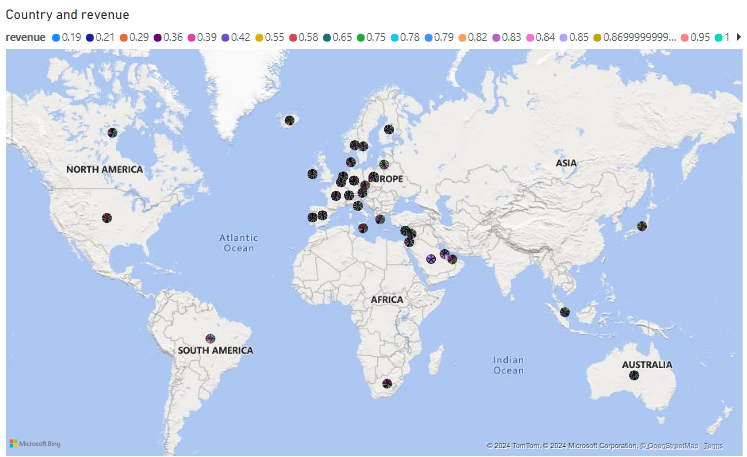 Country and revenue
revenue 0.19 0.21 0.29 0.36 0.39 0.42 0.55 0.58 0.65 0.75 0.78 0.79 0.82 0.83 0.84 0.85 0.8699999999... 0.95 1
NORTH AMERICA
EUROPE
ASIA
Atlantic
Ocean
AFRICA
SOUTH AMERICA
Indian
Ocean
AUSTRALIA
Microsoft Bing
© 2024 TomTom, © 2024 Microsoft Corporation, © OpenStreetMap Terms